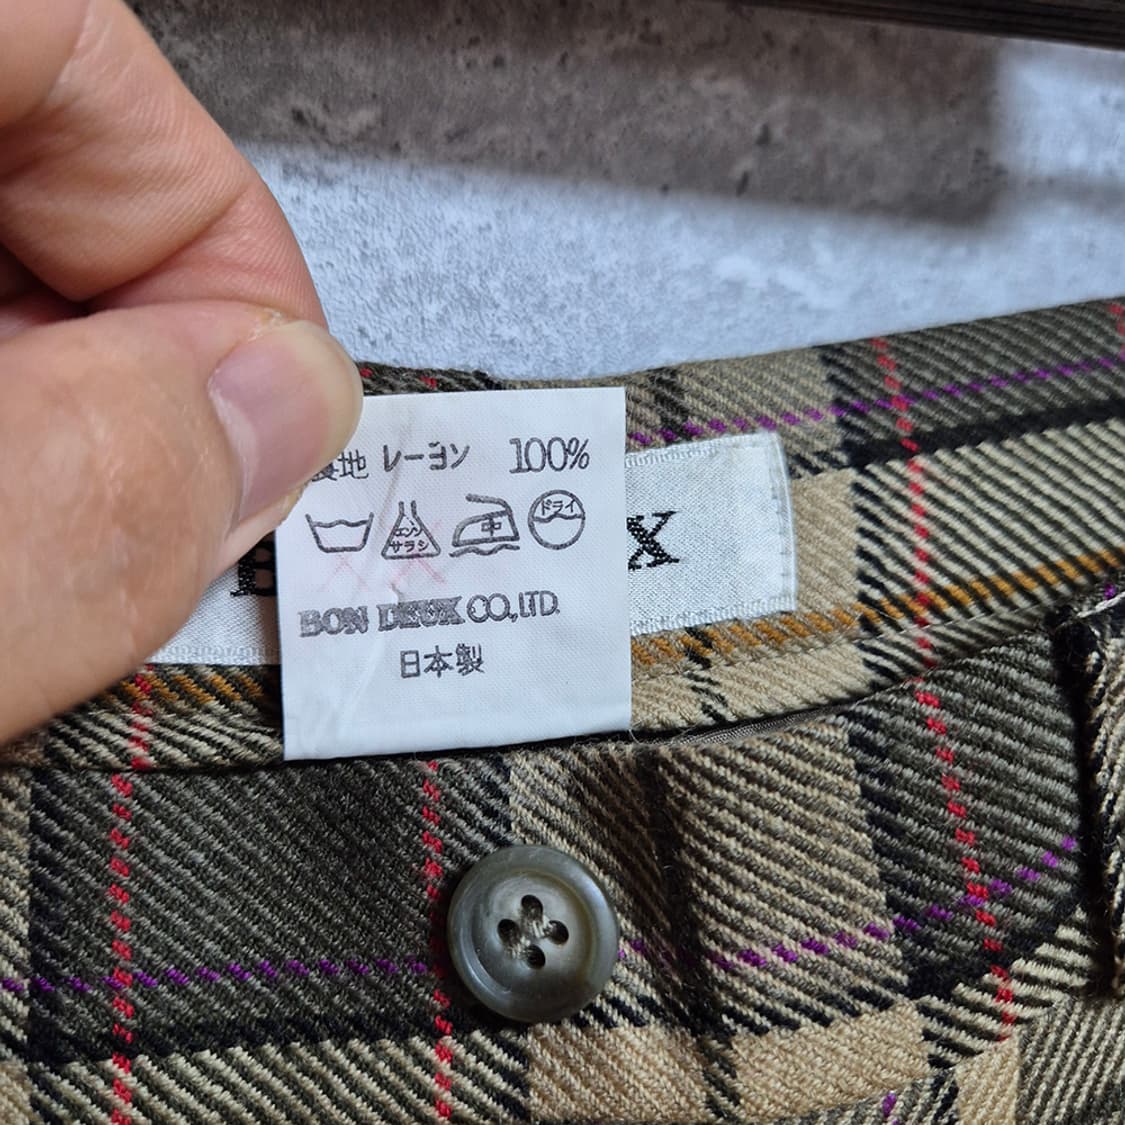 裏地 レーヨン 100%
エンソ サラシ 中 ドライ
BON DEUX CO.,LTD.
日本製
X